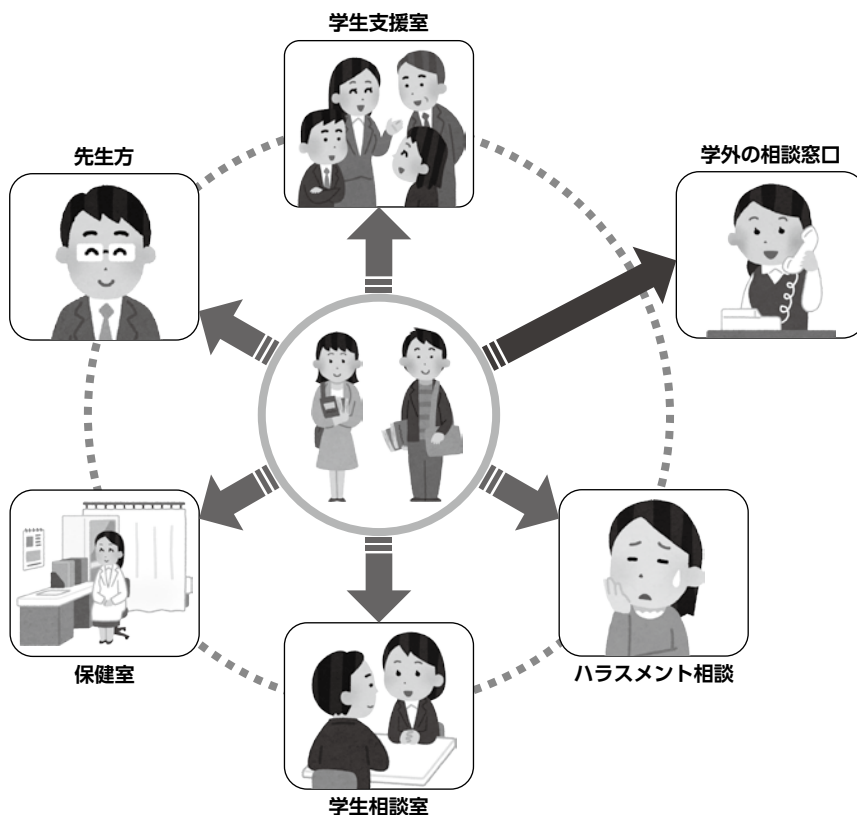 学生支援室
先生方
学外の相談窓口
保健室
ハラスメント相談
学生相談室